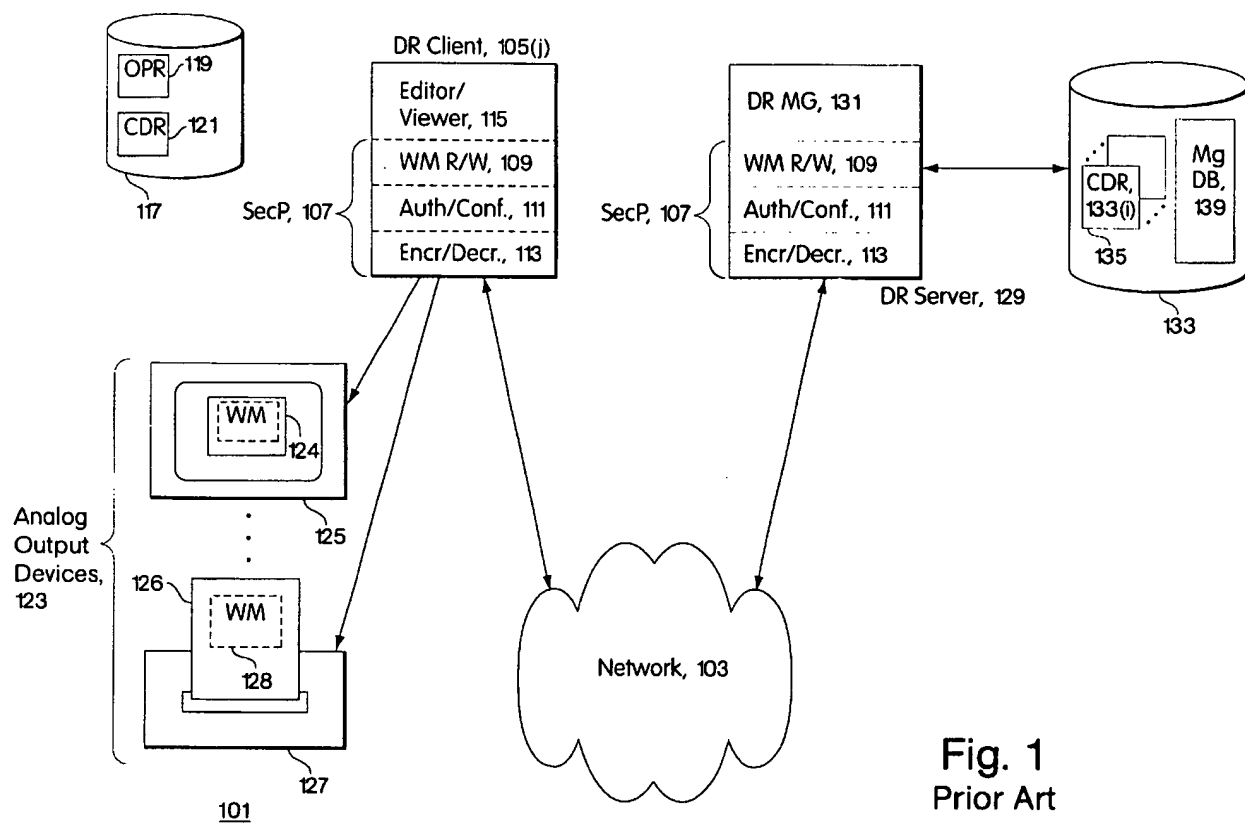 OPR
119
CDR
121
117
DR Client, 105(j)
Editor/
Viewer, 115
WM R/W, 109
Auth/Conf., 111
Encr/Decr., 113
SecP, 107
DR MG, 131
WM R/W, 109
Auth/Conf., 111
Encr/Decr., 113
SecP, 107
DR Server, 129
CDR,
133(i)
135
Mg
DB,
139
133
WM
124
125
Analog
Output
Devices,
123
126
WM
128
127
Network, 103
101
Fig. 1
Prior Art